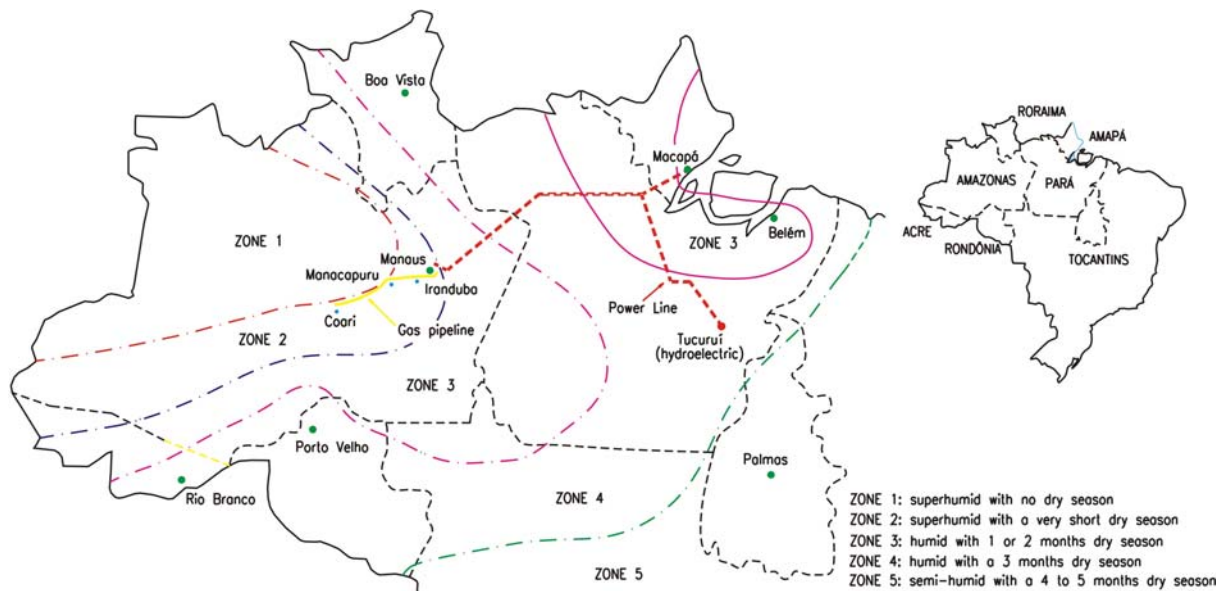 Boa Vista
Macapá
Belém
ZONE 1
ZONE 3
Manaus
Manacapuru
Iranduba
Coari
Gas pipeline
Power Line
Tucuruí
(hydroelectric)
ZONE 2
ZONE 3
Porto Velho
Rio Branco
Palmas
ZONE 4
ZONE 5
RORAIMA
AMAPÁ
AMAZONAS
PARÁ
ACRE
RONDÔNIA
TOCANTINS
ZONE 1: superhumid with no dry season
ZONE 2: superhumid with a very short dry season
ZONE 3: humid with 1 or 2 months dry season
ZONE 4: humid with a 3 months dry season
ZONE 5: semi-humid with a 4 to 5 months dry season